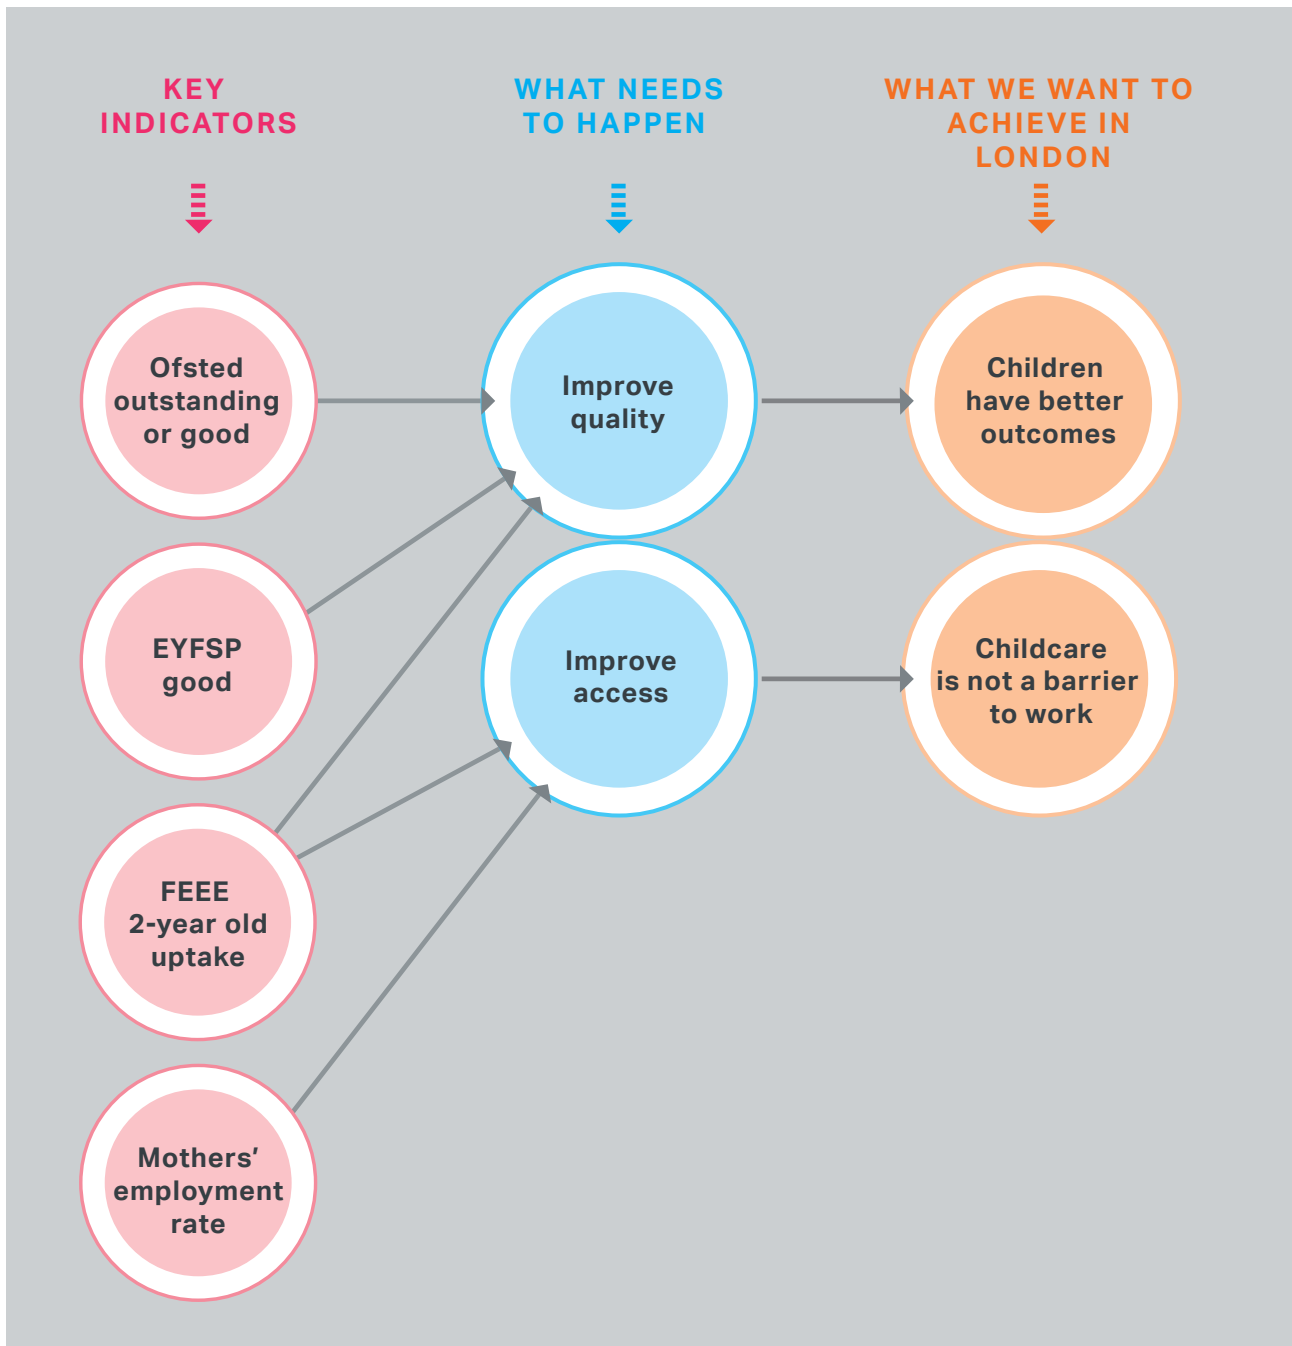 KEY
INDICATORS
WHAT NEEDS
TO HAPPEN
WHAT WE WANT TO
ACHIEVE IN
LONDON
Ofsted
outstanding
or good
Improve
quality
Children
have better
outcomes
EYFSP
good
Improve
access
Childcare
is not a barrier
to work
FEEE
2-year old
uptake
Mothers'
employment
rate